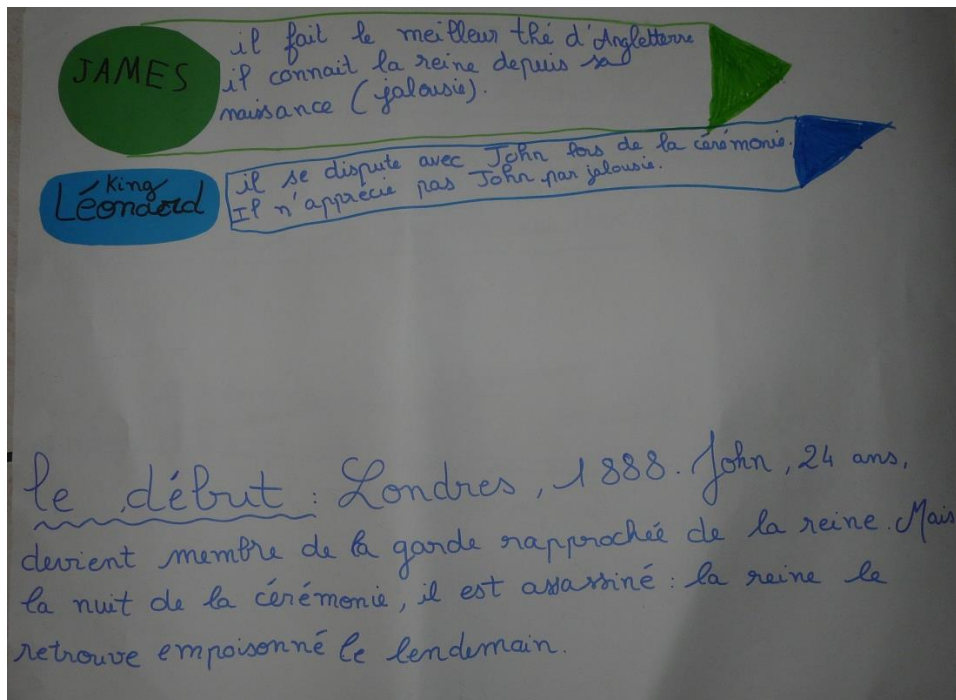 JAMES
il fait le meilleur thé d'Angleterre
il connait la reine depuis sa
naissance (jalousie).
King
Léonard
il se dispute avec John lors de la cérémonie.
Il n'apprécie pas John par jalousie.
le début : Londres, 1888. John, 24 ans,
devient membre de la garde rapprochée de la reine. Mais
la nuit de la cérémonie, il est assassiné : la reine le
retrouve empoisonné le lendemain.